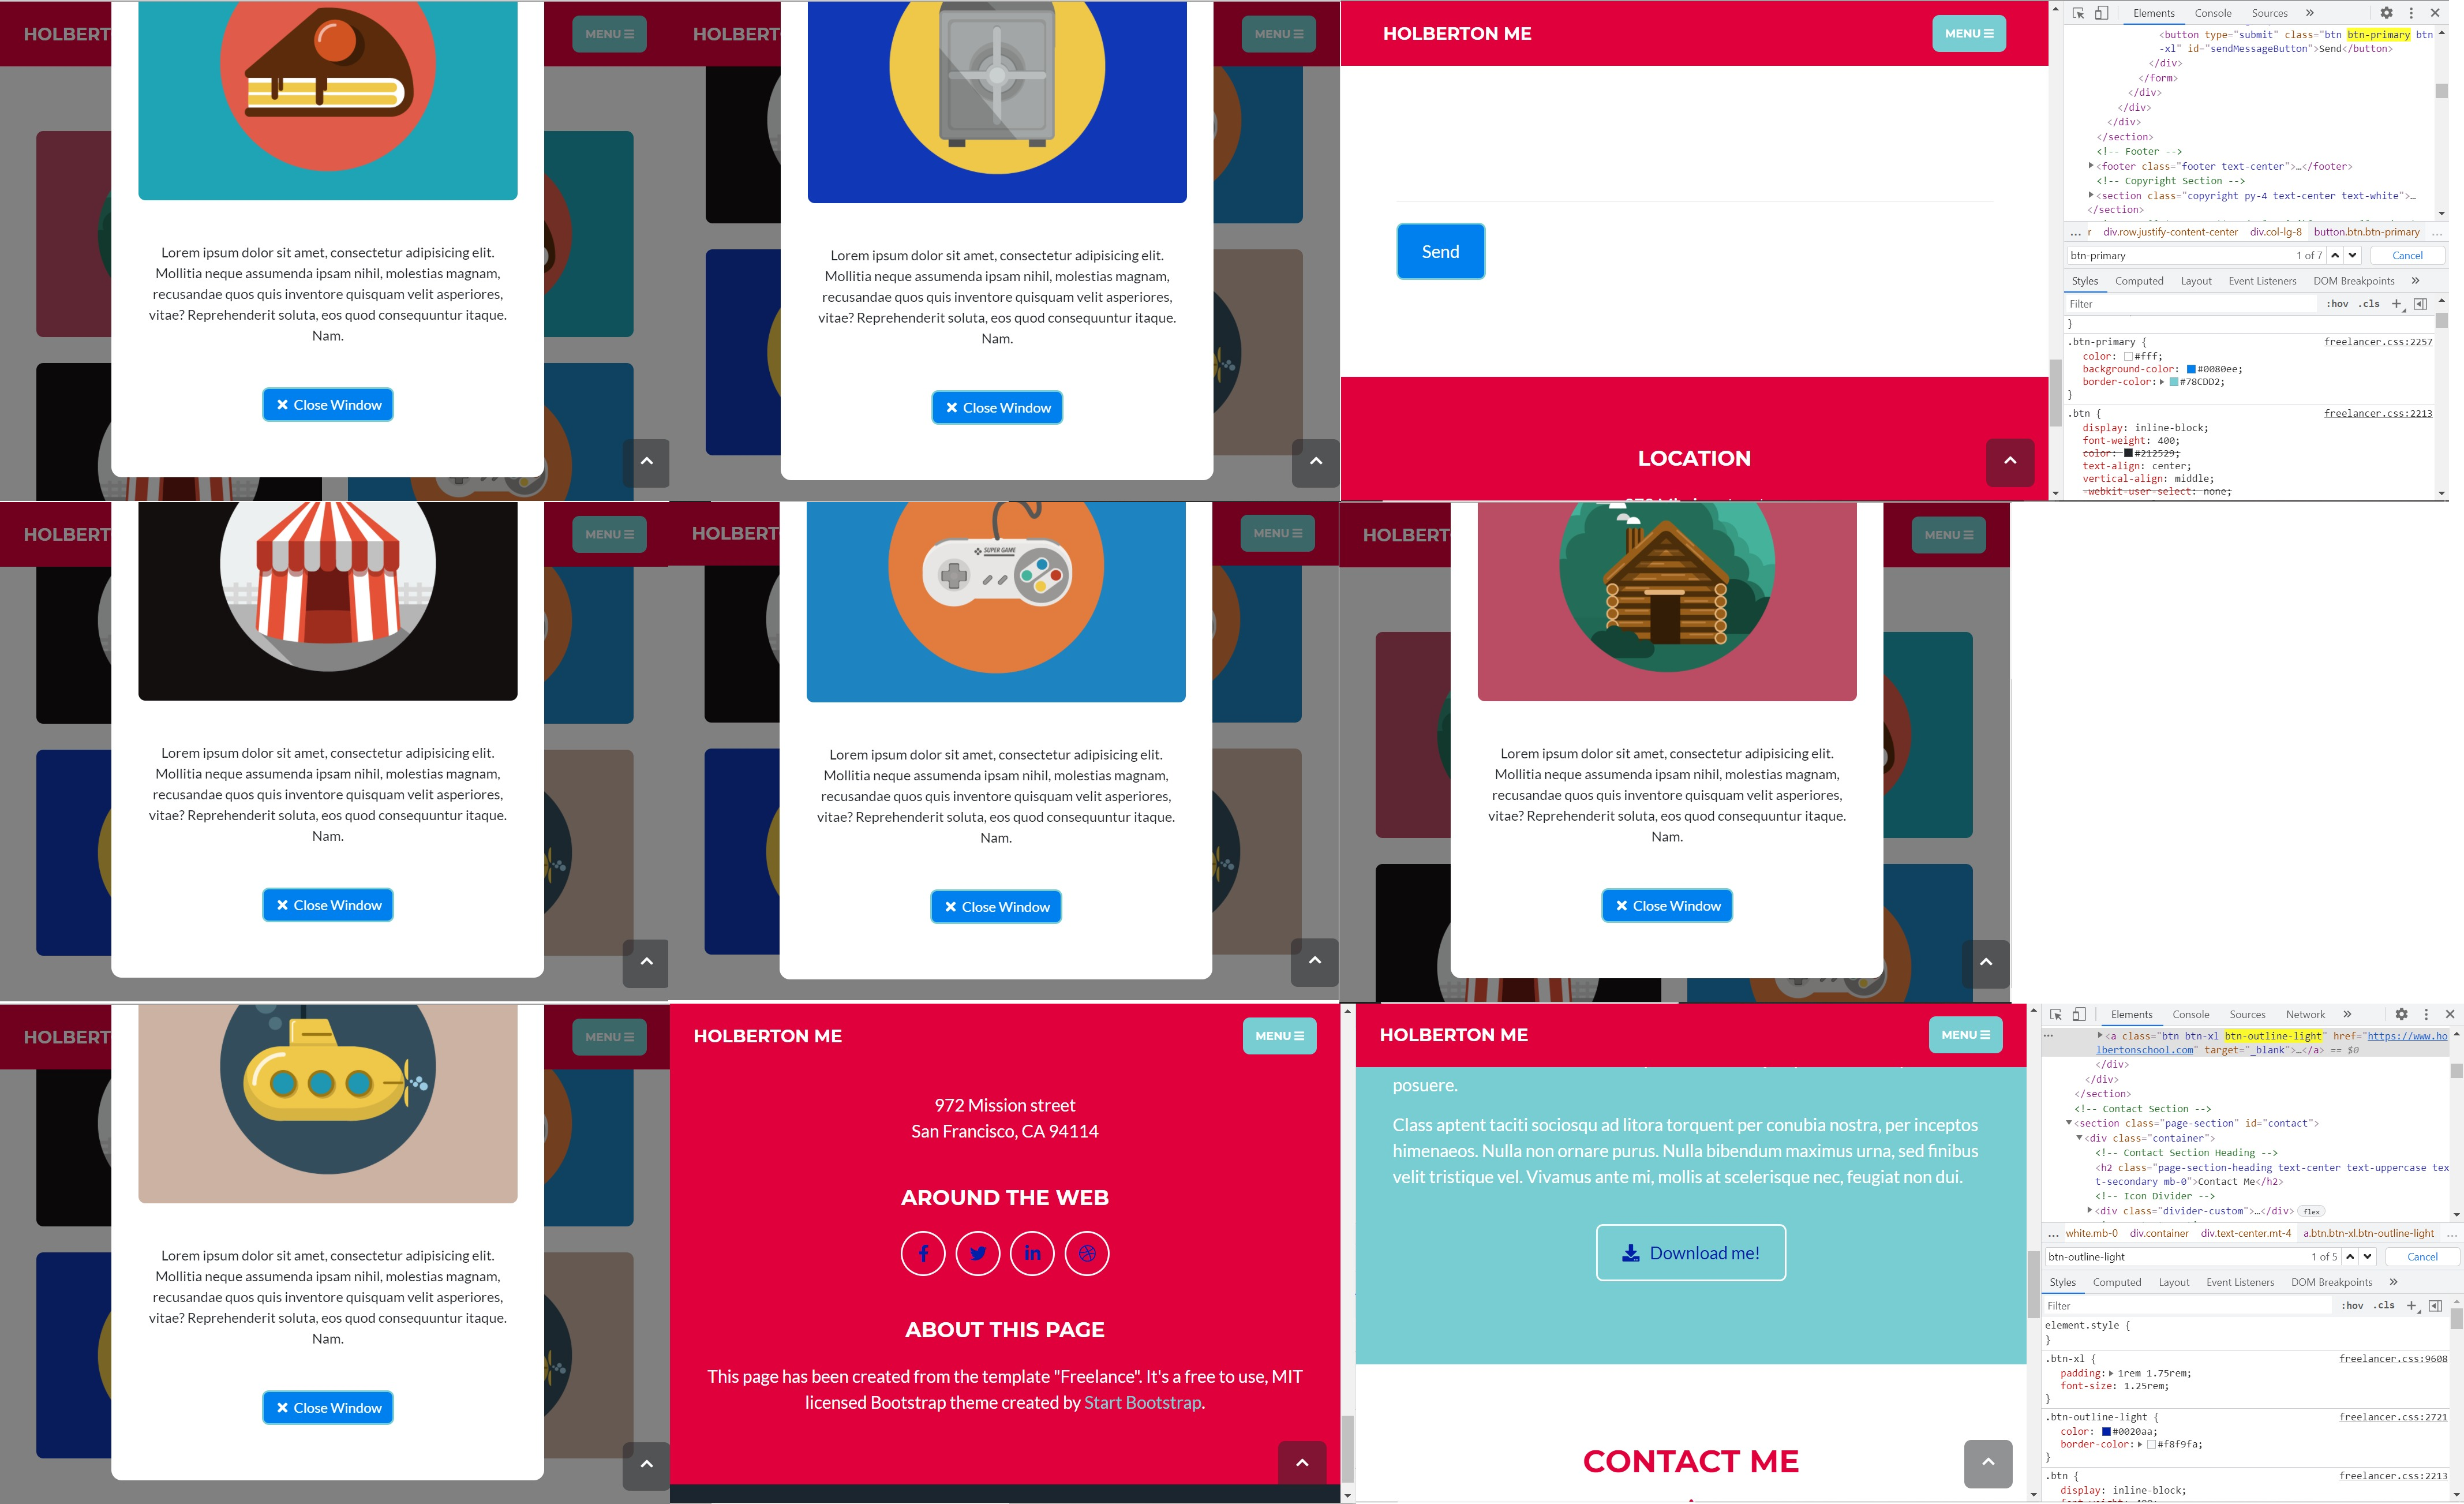 HOLBERT
MENU
Lorem ipsum dolor sit amet, consectetur adipisicing elit.
Mollitia neque assumenda ipsam nihil, molestias magnam,
recusandae quos quis inventore quisquam velit asperiores,
vitae? Reprehenderit soluta, eos quod consequuntur itaque.
Nam.
Close Window
HOLBERT
MENU
Lorem ipsum dolor sit amet, consectetur adipisicing elit.
Mollitia neque assumenda ipsam nihil, molestias magnam,
recusandae quos quis inventore quisquam velit asperiores,
vitae? Reprehenderit soluta, eos quod consequuntur itaque.
Nam.
Close Window
HOLBERTON ME
MENU
Send
LOCATION
Elements Console Sources »
<button type="submit" class="btn btn-primary btn
-xl" id="sendMessageButton">Send</button>
</div>
</form>
</div>
</div>
</div>
</section>
<!-- Footer -->
<footer class="footer text-center">…</footer>
<!-- Copyright Section -->
<section class="copyright py-4 text-center text-white">…
</section>
… r div.row.justify-content-center div.col-lg-8 button.btn.btn-primary …
btn-primary 1 of 7 Cancel
Styles Computed Layout Event Listeners DOM Breakpoints »
Filter :hov .cls +
}
.btn-primary { freelancer.css:2257
color: #fff;
background-color: #0080ee;
border-color: #78CDD2;
}
.btn { freelancer.css:2213
display: inline-block;
font-weight: 400;
color: #212529;
text-align: center;
vertical-align: middle;
-webkit-user-select: none;
HOLBERT
MENU
Lorem ipsum dolor sit amet, consectetur adipisicing elit.
Mollitia neque assumenda ipsam nihil, molestias magnam,
recusandae quos quis inventore quisquam velit asperiores,
vitae? Reprehenderit soluta, eos quod consequuntur itaque.
Nam.
Close Window
HOLBERT
MENU
SUPER GAME
Lorem ipsum dolor sit amet, consectetur adipisicing elit.
Mollitia neque assumenda ipsam nihil, molestias magnam,
recusandae quos quis inventore quisquam velit asperiores,
vitae? Reprehenderit soluta, eos quod consequuntur itaque.
Nam.
Close Window
HOLBERT
MENU
Lorem ipsum dolor sit amet, consectetur adipisicing elit.
Mollitia neque assumenda ipsam nihil, molestias magnam,
recusandae quos quis inventore quisquam velit asperiores,
vitae? Reprehenderit soluta, eos quod consequuntur itaque.
Nam.
Close Window
HOLBERT
MENU
Lorem ipsum dolor sit amet, consectetur adipisicing elit.
Mollitia neque assumenda ipsam nihil, molestias magnam,
recusandae quos quis inventore quisquam velit asperiores,
vitae? Reprehenderit soluta, eos quod consequuntur itaque.
Nam.
Close Window
HOLBERTON ME
MENU
972 Mission street
San Francisco, CA 94114
AROUND THE WEB
ABOUT THIS PAGE
This page has been created from the template "Freelance". It's a free to use, MIT
licensed Bootstrap theme created by Start Bootstrap.
HOLBERTON ME
MENU
posuere.
Class aptent taciti sociosqu ad litora torquent per conubia nostra, per inceptos
himenaeos. Nulla non ornare purus. Nulla bibendum maximus urna, sed finibus
velit tristique vel. Vivamus ante mi, mollis at scelerisque nec, feugiat non dui.
Download me!
CONTACT ME
Elements Console Sources Network »
… <a class="btn btn-xl btn-outline-light" href="https://www.ho
lbertonschool.com" target="_blank">…</a> == $0
</div>
</div>
</section>
<!-- Contact Section -->
<section class="page-section" id="contact">
<div class="container">
<!-- Contact Section Heading -->
<h2 class="page-section-heading text-center text-uppercase tex
t-secondary mb-0">Contact Me</h2>
<!-- Icon Divider -->
<div class="divider-custom">…</div> flex
… white.mb-0 div.container div.text-center.mt-4 a.btn.btn-xl.btn-outline-light …
btn-outline-light 1 of 5 Cancel
Styles Computed Layout Event Listeners DOM Breakpoints »
Filter :hov .cls +
element.style {
}
.btn-xl { freelancer.css:9608
padding: 1rem 1.75rem;
font-size: 1.25rem;
}
.btn-outline-light { freelancer.css:2721
color: #0020aa;
border-color: #f8f9fa;
}
.btn { freelancer.css:2213
display: inline-block;